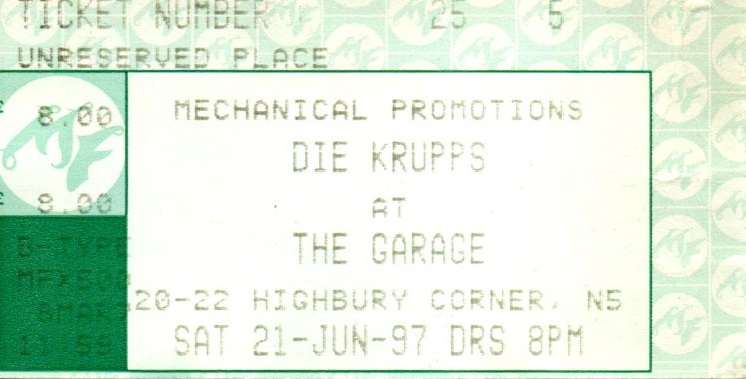 TICKET NUMBER 25 5
UNRESERVED PLACE
£ 8.00 MECHANICAL PROMOTIONS
DIE KRUPPS
£ 8.00 AT
THE GARAGE
20-22 HIGHBURY CORNER, N5
SAT 21-JUN-97 DRS 8PM